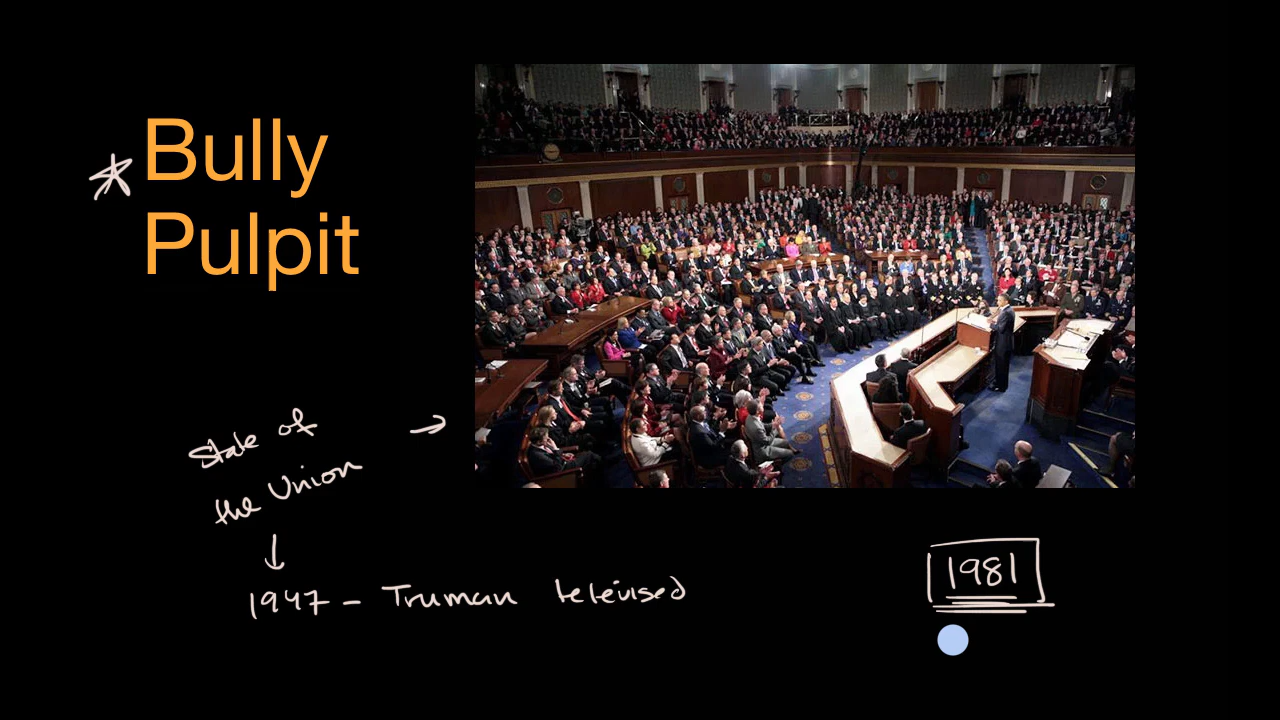 Bully
Pulpit
State of
the Union
1947 - Truman televised
1981